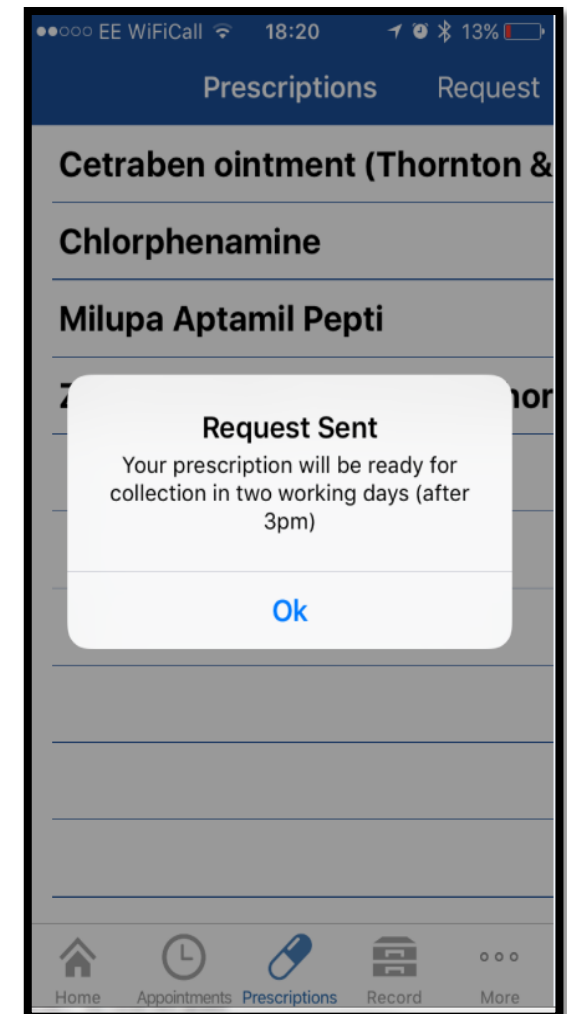 EE WiFiCall 18:20 13%
Prescriptions Request
Cetraben ointment (Thornton &
Chlorphenamine
Milupa Aptamil Pepti
Request Sent
Your prescription will be ready for
collection in two working days (after
3pm)
Ok
Home Appointments Prescriptions Record More